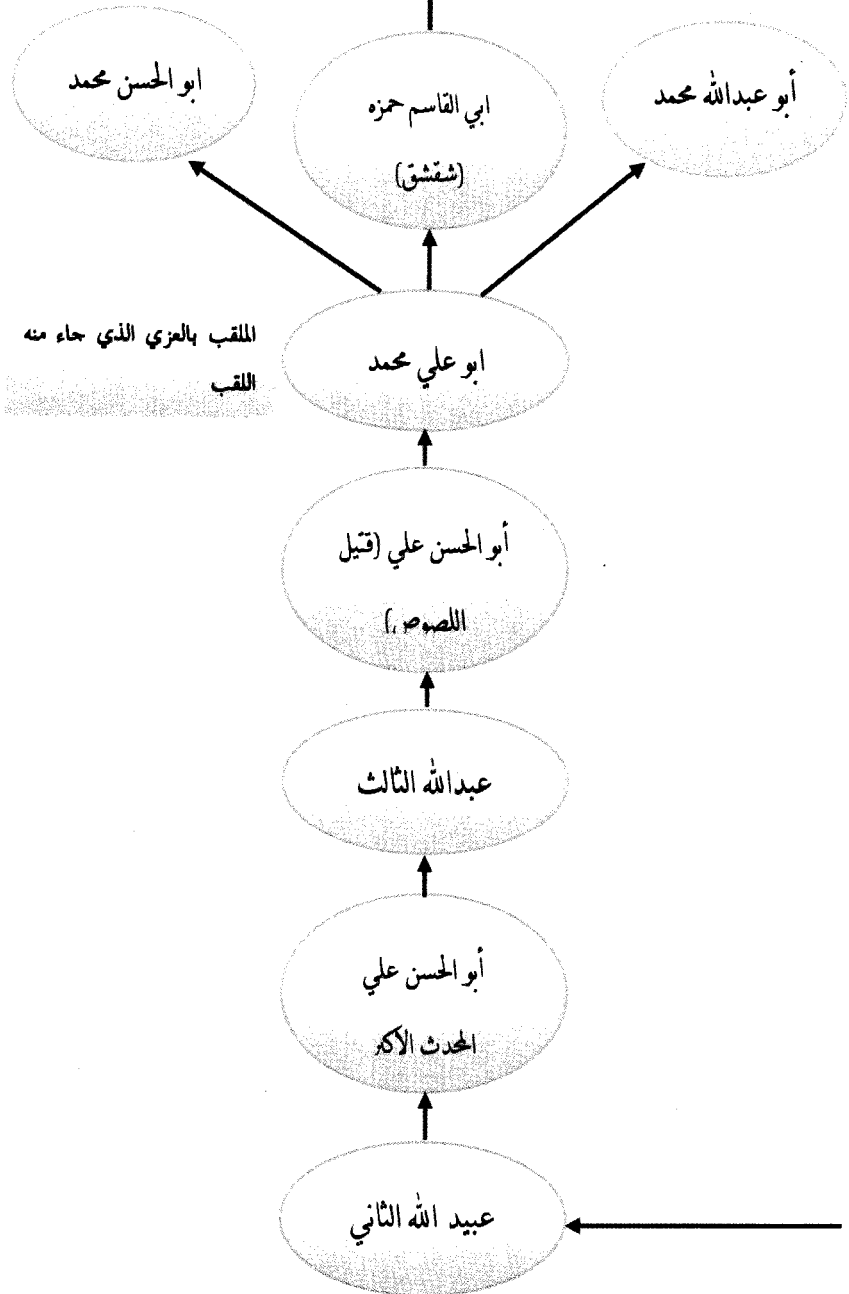 أبو عبدالله محمد
ابي القاسم حمزه
(شقشق)
ابو الحسن محمد
ابو علي محمد
الملقب بالعزي الذي جاء منه
اللقب
أبو الحسن علي (قتيل
اللصوص)
عبدالله الثالث
أبو الحسن علي
المحدث الاكبر
عبيد الله الثاني